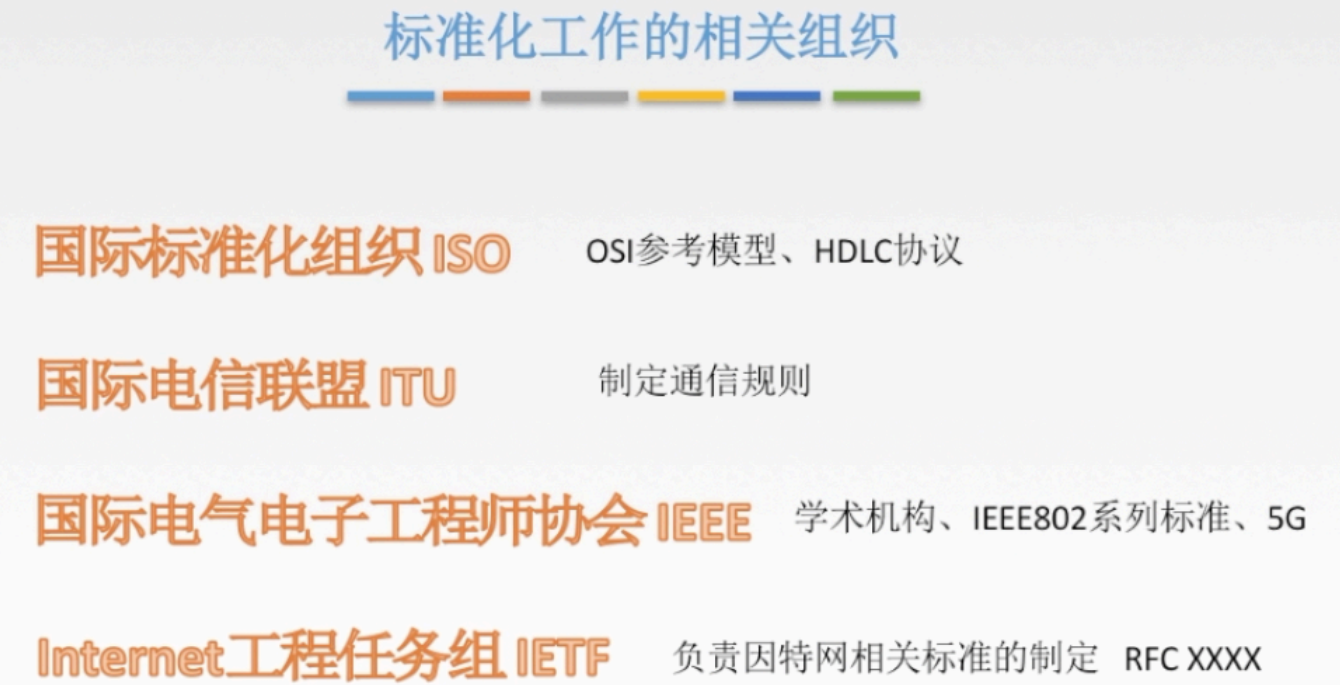 标准化工作的相关组织
国际标准化组织 ISO OSI参考模型、HDLC协议
国际电信联盟 ITU 制定通信规则
国际电气电子工程师协会 IEEE 学术机构、IEEE802系列标准、5G
Internet工程任务组 IETF 负责因特网相关标准的制定 RFC XXXX